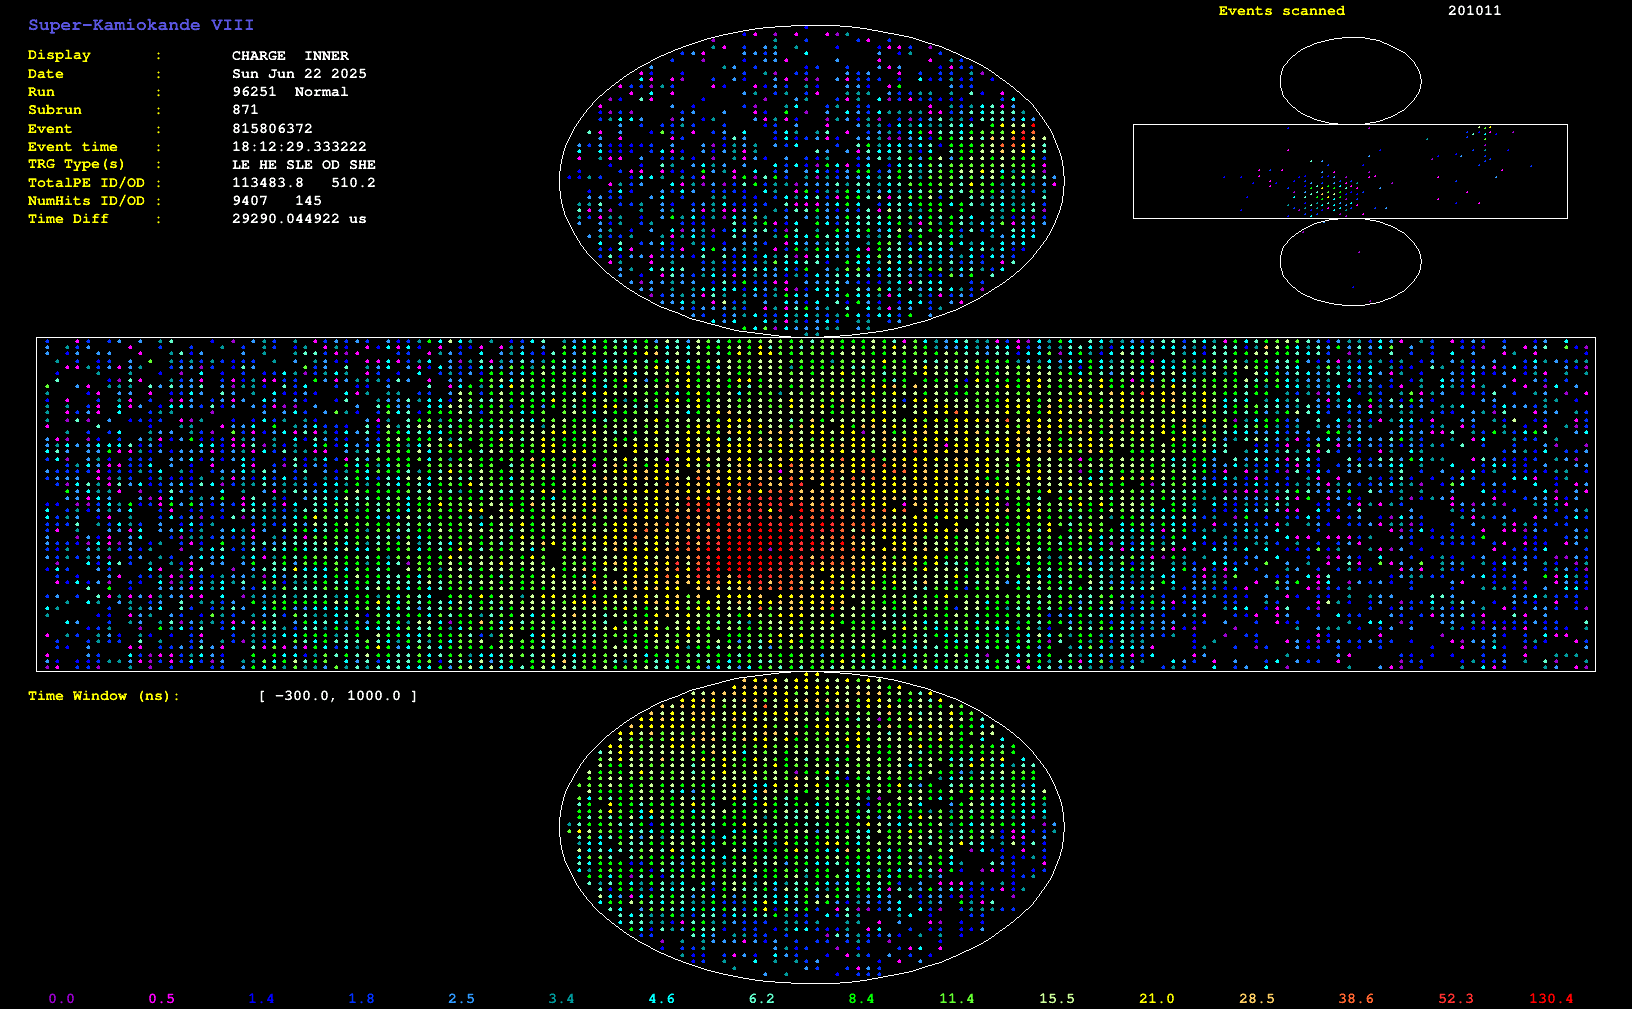 Super-Kamiokande VIII
Events scanned 201011
Display : CHARGE INNER
Date : Sun Jun 22 2025
Run : 96251 Normal
Subrun : 871
Event : 815806372
Event time : 18:12:29.333222
TRG Type(s) : LE HE SLE OD SHE
TotalPE ID/OD : 113483.8 510.2
NumHits ID/OD : 9407 145
Time Diff : 29290.044922 us
Time Window (ns): [ -300.0, 1000.0 ]
0.0 0.5 1.4 1.8 2.5 3.4 4.6 6.2 8.4 11.4 15.5 21.0 28.5 38.6 52.3 130.4